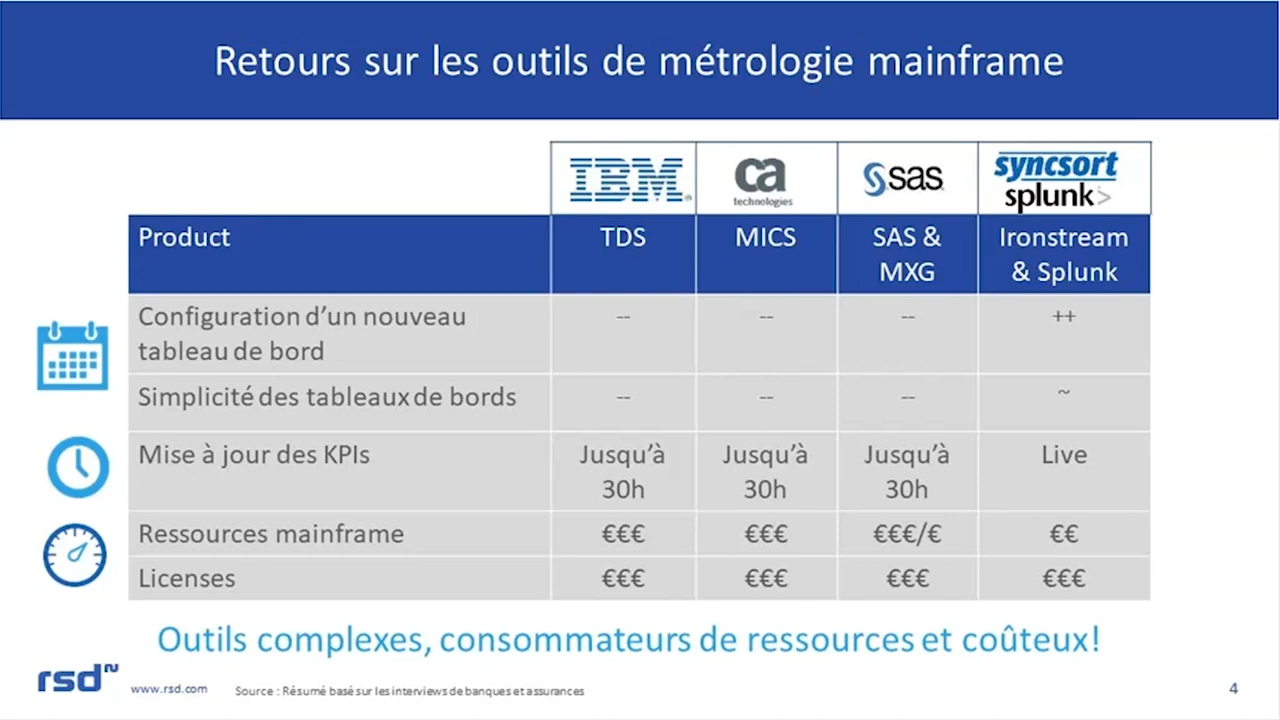 Retours sur les outils de métrologie mainframe
IBM
ca
technologies
sas
syncsort
splunk>
Product
TDS
MICS
SAS &
MXG
Ironstream
& Splunk
Configuration d’un nouveau
tableau de bord
--
--
--
++
Simplicité des tableaux de bords
--
--
--
~
Mise à jour des KPIs
Jusqu’à
30h
Jusqu’à
30h
Jusqu’à
30h
Live
Ressources mainframe
€€€
€€€
€€€/€
€€
Licenses
€€€
€€€
€€€
€€€
Outils complexes, consommateurs de ressources et coûteux!
rsd
www.rsd.com
Source : Résumé basé sur les interviews de banques et assurances
4